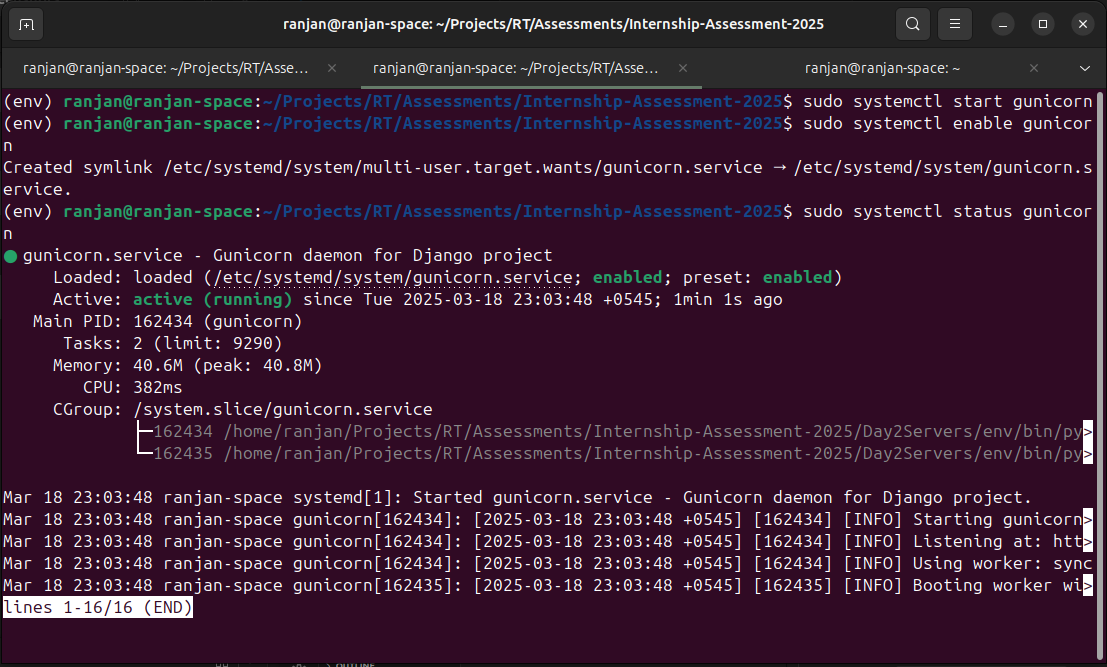 ranjan@ranjan-space: ~/Projects/RT/Assessments/Internship-Assessment-2025
ranjan@ranjan-space: ~/Projects/RT/Asse...
ranjan@ranjan-space: ~/Projects/RT/Asse...
ranjan@ranjan-space: ~
(env) ranjan@ranjan-space:~/Projects/RT/Assessments/Internship-Assessment-2025$ sudo systemctl start gunicorn
(env) ranjan@ranjan-space:~/Projects/RT/Assessments/Internship-Assessment-2025$ sudo systemctl enable gunicor
n
Created symlink /etc/systemd/system/multi-user.target.wants/gunicorn.service → /etc/systemd/system/gunicorn.s
ervice.
(env) ranjan@ranjan-space:~/Projects/RT/Assessments/Internship-Assessment-2025$ sudo systemctl status gunicor
n
● gunicorn.service - Gunicorn daemon for Django project
Loaded: loaded (/etc/systemd/system/gunicorn.service; enabled; preset: enabled)
Active: active (running) since Tue 2025-03-18 23:03:48 +0545; 1min 1s ago
Main PID: 162434 (gunicorn)
Tasks: 2 (limit: 9290)
Memory: 40.6M (peak: 40.8M)
CPU: 382ms
CGroup: /system.slice/gunicorn.service
├─162434 /home/ranjan/Projects/RT/Assessments/Internship-Assessment-2025/Day2Servers/env/bin/py>
└─162435 /home/ranjan/Projects/RT/Assessments/Internship-Assessment-2025/Day2Servers/env/bin/py>
Mar 18 23:03:48 ranjan-space systemd[1]: Started gunicorn.service - Gunicorn daemon for Django project.
Mar 18 23:03:48 ranjan-space gunicorn[162434]: [2025-03-18 23:03:48 +0545] [162434] [INFO] Starting gunicorn>
Mar 18 23:03:48 ranjan-space gunicorn[162434]: [2025-03-18 23:03:48 +0545] [162434] [INFO] Listening at: htt>
Mar 18 23:03:48 ranjan-space gunicorn[162434]: [2025-03-18 23:03:48 +0545] [162434] [INFO] Using worker: sync
Mar 18 23:03:48 ranjan-space gunicorn[162435]: [2025-03-18 23:03:48 +0545] [162435] [INFO] Booting worker wi>
lines 1-16/16 (END)